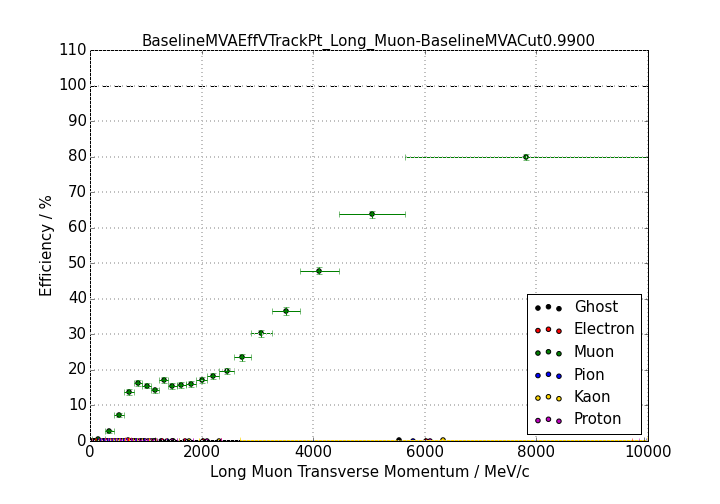 BaselineMVAEffVTrackPt_Long_Muon-BaselineMVACut0.9900
110
100
90
80
70
60
50
40
30
20
10
0
Efficiency / %
Ghost
Electron
Muon
Pion
Kaon
Proton
0 2000 4000 6000 8000 10000
Long Muon Transverse Momentum / MeV/c